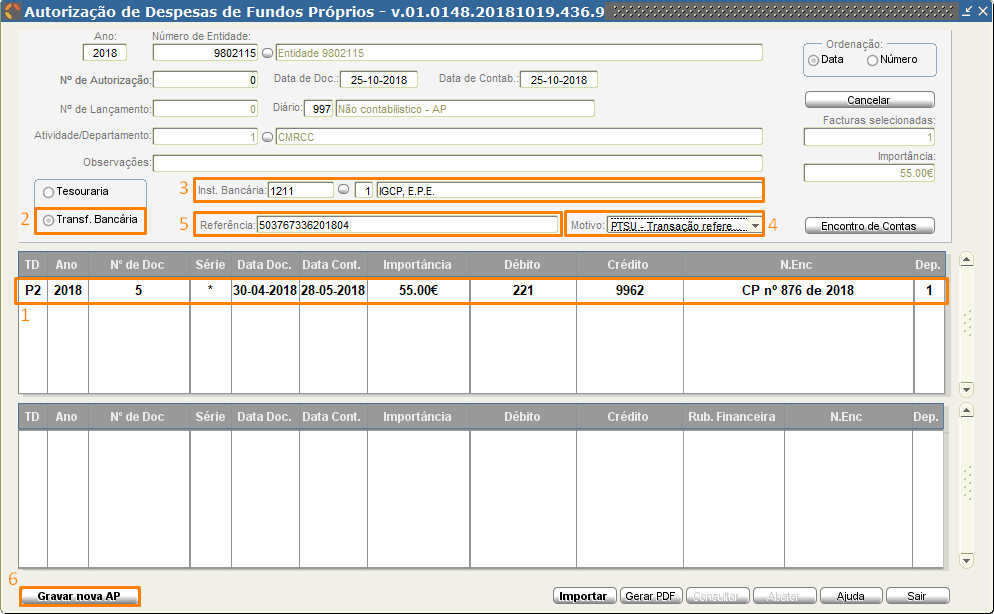 Autorização de Despesas de Fundos Próprios - v.01.0148.20181019.436.9
Ano: Número de Entidade: Ordenação:
2018 9802115 Entidade 9802115 Data Número
Nº de Autorização: 0 Data de Doc.: 25-10-2018 Data de Contab.: 25-10-2018
Cancelar
Nº de Lançamento: 0 Diário: 997 Não contabilistico - AP
Facturas selecionadas:
Atividade/Departamento: 1 CMRCC 1
Observações: Importância:
55.00€
Tesouraria 3 Inst. Bancária: 1211 1 IGCP, E.P.E.
2 Transf. Bancária 5 Referência: 503767336201804 Motivo: PTSU - Transação refere.... 4 Encontro de Contas
TD Ano Nº de Doc Série Data Doc. Data Cont. Importância Débito Crédito N.Enc Dep.
P2 2018 5 * 30-04-2018 28-05-2018 55.00€ 221 9962 CP nº 876 de 2018 1
1
TD Ano Nº de Doc Série Data Doc. Data Cont. Importância Débito Crédito Rub. Financeira N.Enc Dep.
6
Gravar nova AP Importar Gerar PDF Consultar Abater Ajuda Sair